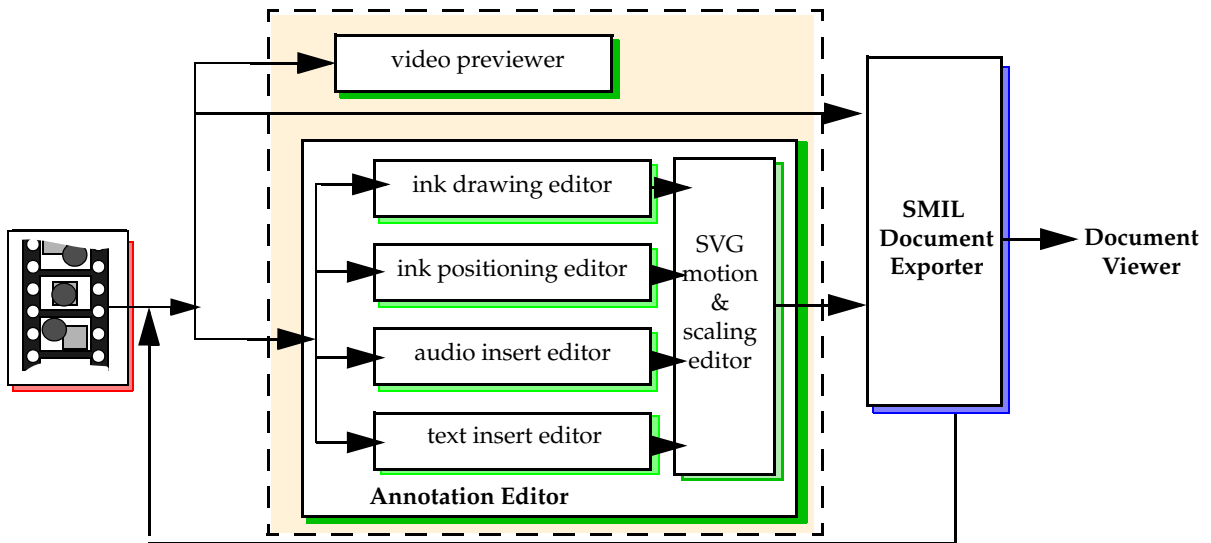 video previewer
ink drawing editor
ink positioning editor
audio insert editor
text insert editor
SVG
motion
&
scaling
editor
Annotation Editor
SMIL
Document
Exporter
Document
Viewer